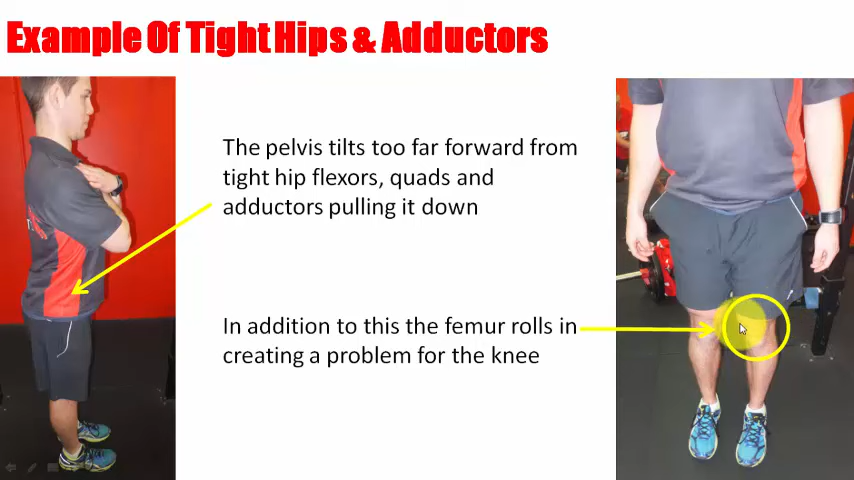 Example Of Tight Hips & Adductors
The pelvis tilts too far forward from
tight hip flexors, quads and
adductors pulling it down
In addition to this the femur rolls in
creating a problem for the knee